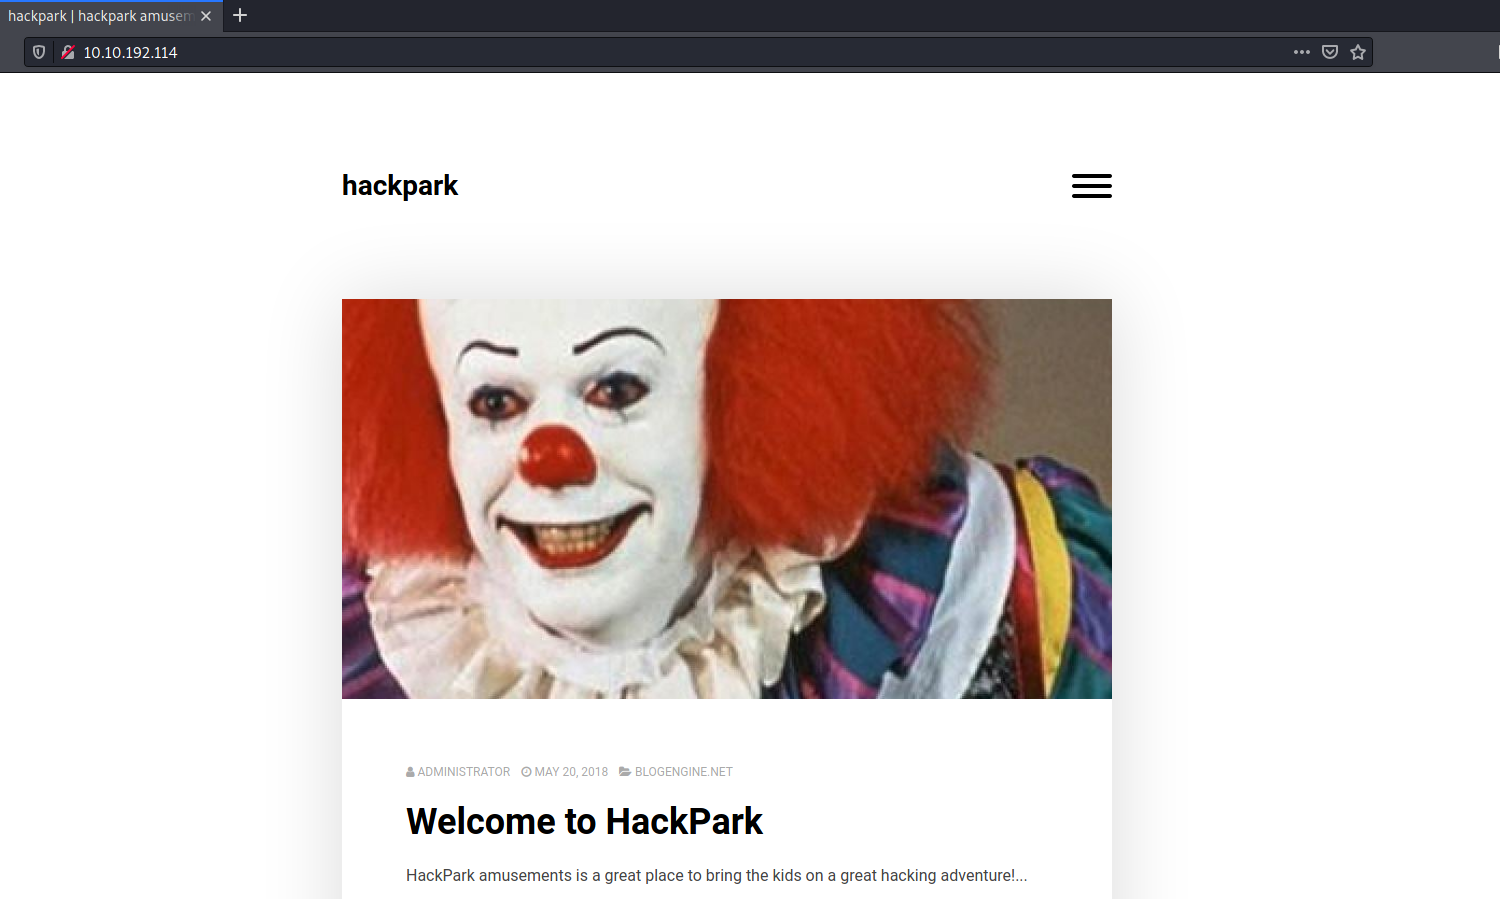 hackpark | hackpark amusem
10.10.192.114
hackpark
ADMINISTRATOR MAY 20, 2018 BLOGENGINE.NET
Welcome to HackPark
HackPark amusements is a great place to bring the kids on a great hacking adventure!...